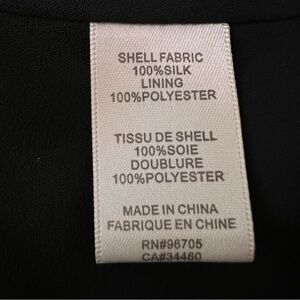 SHELL FABRIC
100%SILK
LINING
100%POLYESTER
TISSU DE SHELL
100%SOIE
DOUBLURE
100%POLYESTER
MADE IN CHINA
FABRIQUE EN CHINE
RN#96705
CA#34460